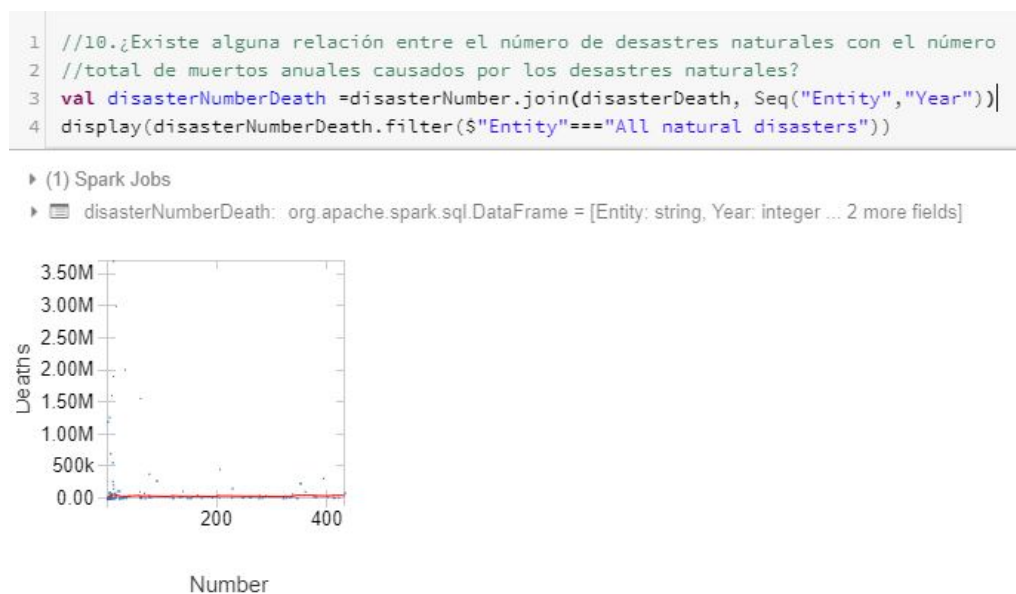 1 //10.¿Existe alguna relación entre el número de desastres naturales con el número
2 //total de muertos anuales causados por los desastres naturales?
3 val disasterNumberDeath =disasterNumber.join(disasterDeath, Seq("Entity","Year"))
4 display(disasterNumberDeath.filter($"Entity"==="All natural disasters"))
(1) Spark Jobs
disasterNumberDeath: org.apache.spark.sql.DataFrame = [Entity: string, Year: integer ... 2 more fields]
3.50M
3.00M
2.50M
2.00M
1.50M
1.00M
500k
0.00
Deaths
200 400
Number